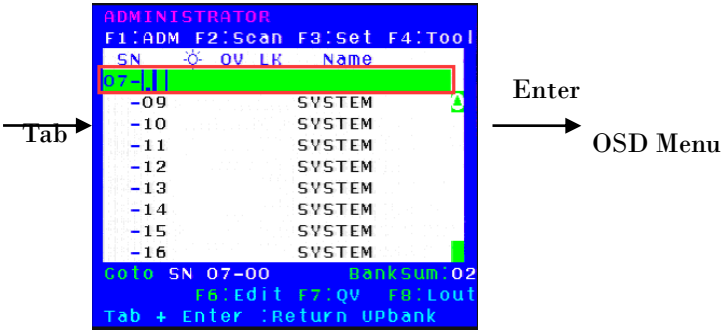 ADMINISTRATOR
F1:ADM F2:Scan F3:Set F4:Tool
SN OV LK Name
07-
-09 SYSTEM
-10 SYSTEM
-11 SYSTEM
-12 SYSTEM
-13 SYSTEM
-14 SYSTEM
-15 SYSTEM
-16 SYSTEM
Goto SN 07-00 BankSum:02
F6:Edit F7:QV F8:Lout
Tab + Enter :Return UPbank
Tab
Enter
OSD Menu